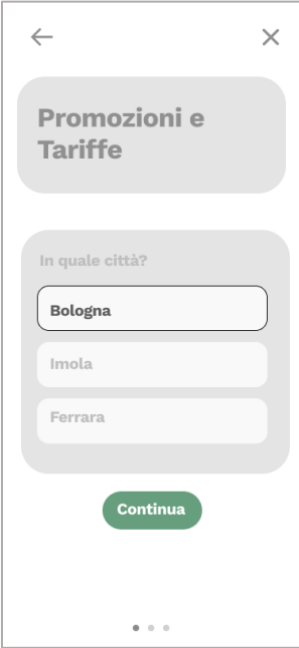 Promozioni e
Tariffe
In quale città?
Bologna
Imola
Ferrara
Continua